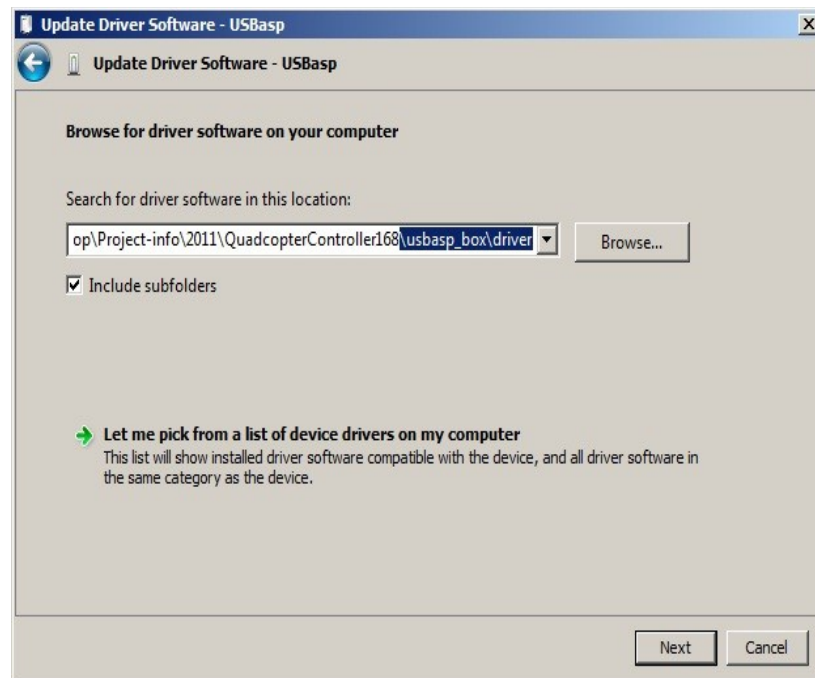 Update Driver Software - USBasp
Update Driver Software - USBasp
Browse for driver software on your computer
Search for driver software in this location:
op\Project-info\2011\QuadcopterController168\usbasp_box\driver
Browse...
Include subfolders
Let me pick from a list of device drivers on my computer
This list will show installed driver software compatible with the device, and all driver software in
the same category as the device.
Next
Cancel